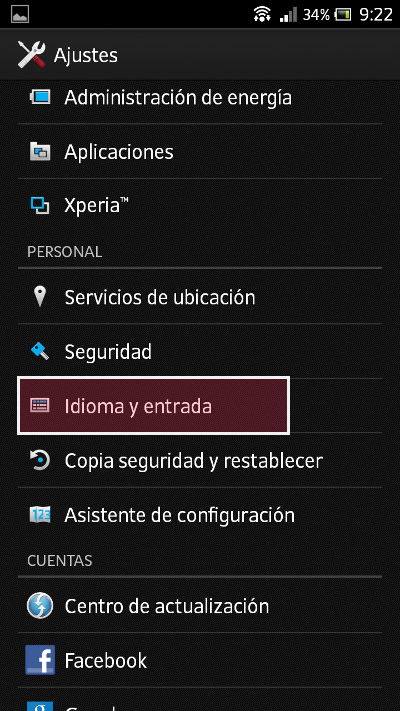 34% 9:22
Ajustes
Administración de energía
Aplicaciones
Xperia™
PERSONAL
Servicios de ubicación
Seguridad
Idioma y entrada
Copia seguridad y restablecer
123
Asistente de configuración
CUENTAS
Centro de actualización
f
Facebook